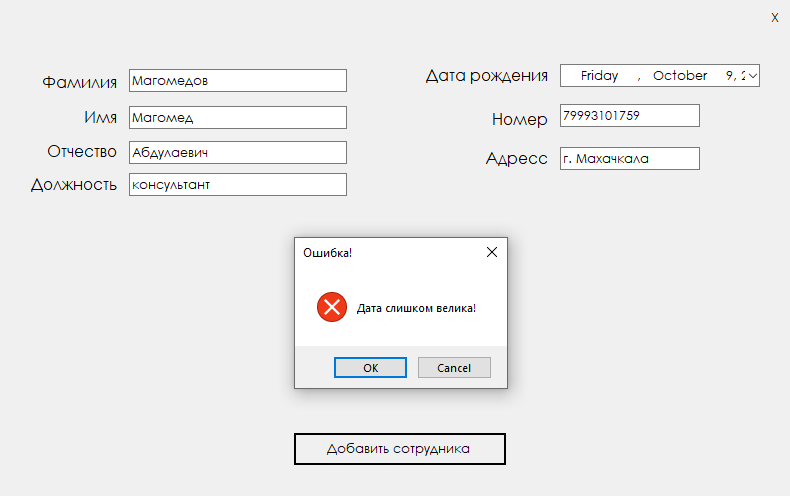 X
Фамилия Магомедов
Имя Магомед
Отчество Абдулаевич
Должность консультант
Дата рождения Friday , October 9, 2
Номер 79993101759
Адресс г. Махачкала
Ошибка!
Дата слишком велика!
OK Cancel
Добавить сотрудника